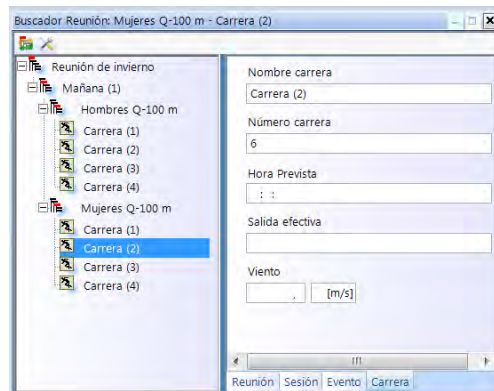 Buscador Reunión: Mujeres Q-100 m - Carrera (2)
Reunión de invierno
Mañana (1)
Hombres Q-100 m
Carrera (1)
Carrera (2)
Carrera (3)
Carrera (4)
Mujeres Q-100 m
Carrera (1)
Carrera (2)
Carrera (3)
Carrera (4)
Nombre carrera
Carrera (2)
Número carrera
6
Hora Prevista
: :
Salida efectiva
Viento
, [m/s]
Reunión Sesión Evento Carrera